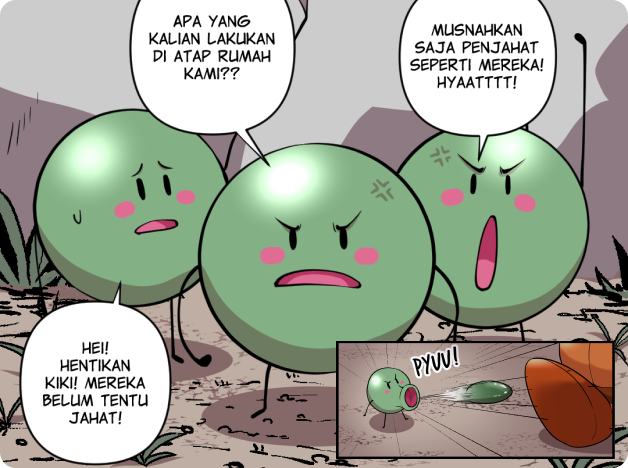 APA YANG
KALIAN LAKUKAN
DI ATAP RUMAH
KAMI??
MUSNAHKAN
SAJA PENJAHAT
SEPERTI MEREKA!
HYAATTTT!
HEI!
HENTIKAN
KIKI! MEREKA
BELUM TENTU
JAHAT!
PYUU!